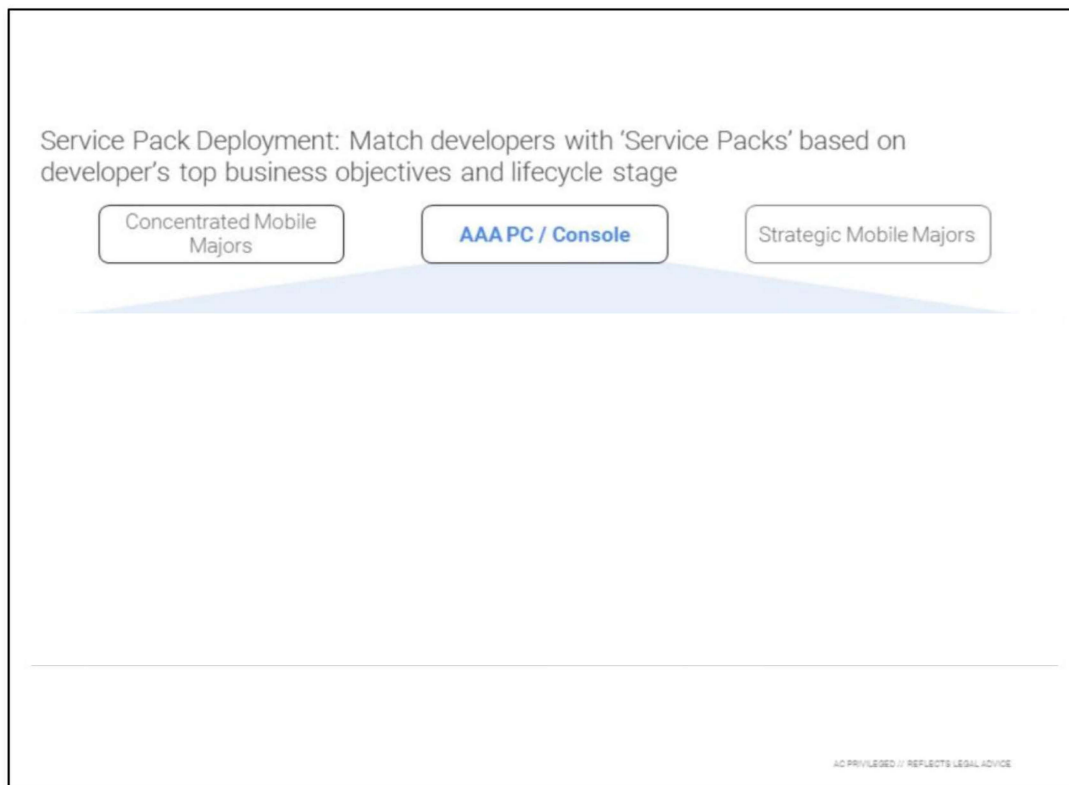 Service Pack Deployment: Match developers with ‘Service Packs’ based on
developer’s top business objectives and lifecycle stage
Concentrated Mobile
Majors
AAA PC / Console
Strategic Mobile Majors
AC PRIVILEGED // REFLECTS LEGAL ADVICE